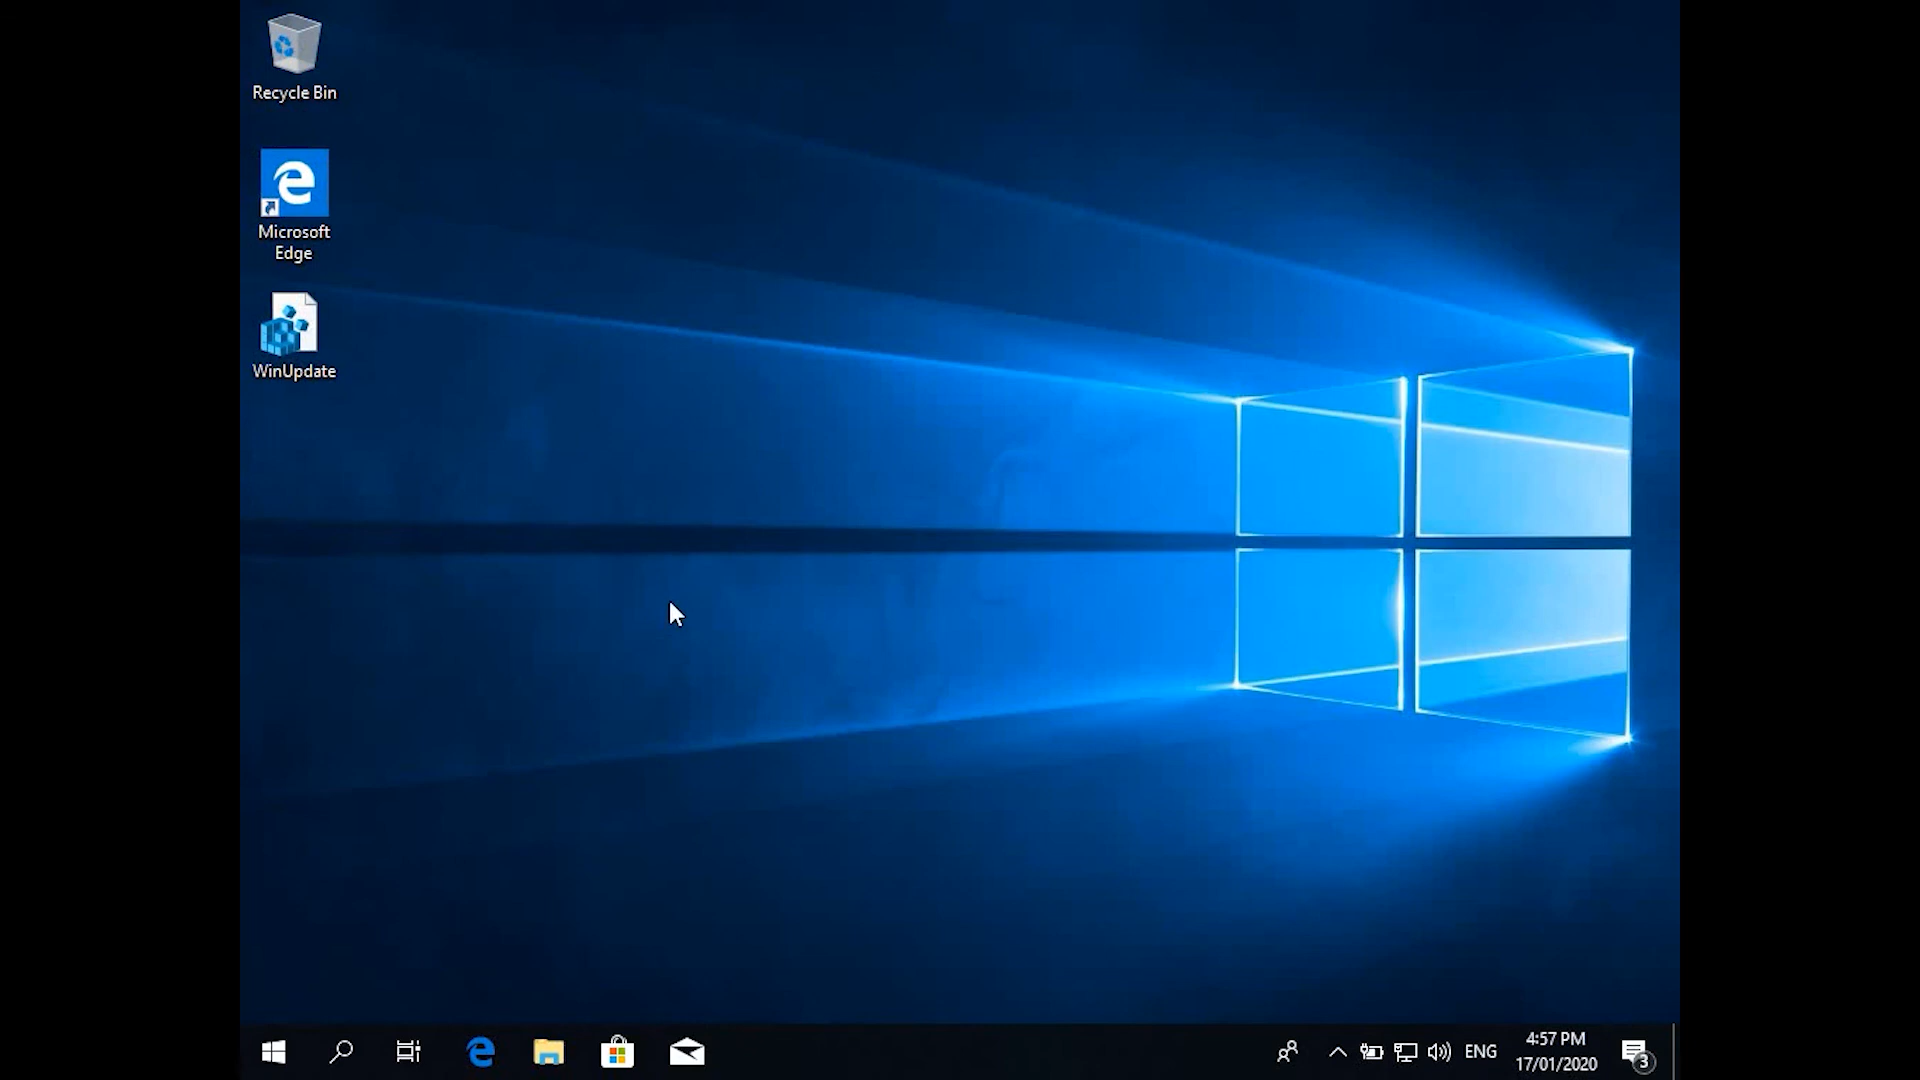 Recycle Bin
Microsoft
Edge
WinUpdate
ENG
4:57 PM
17/01/2020
3